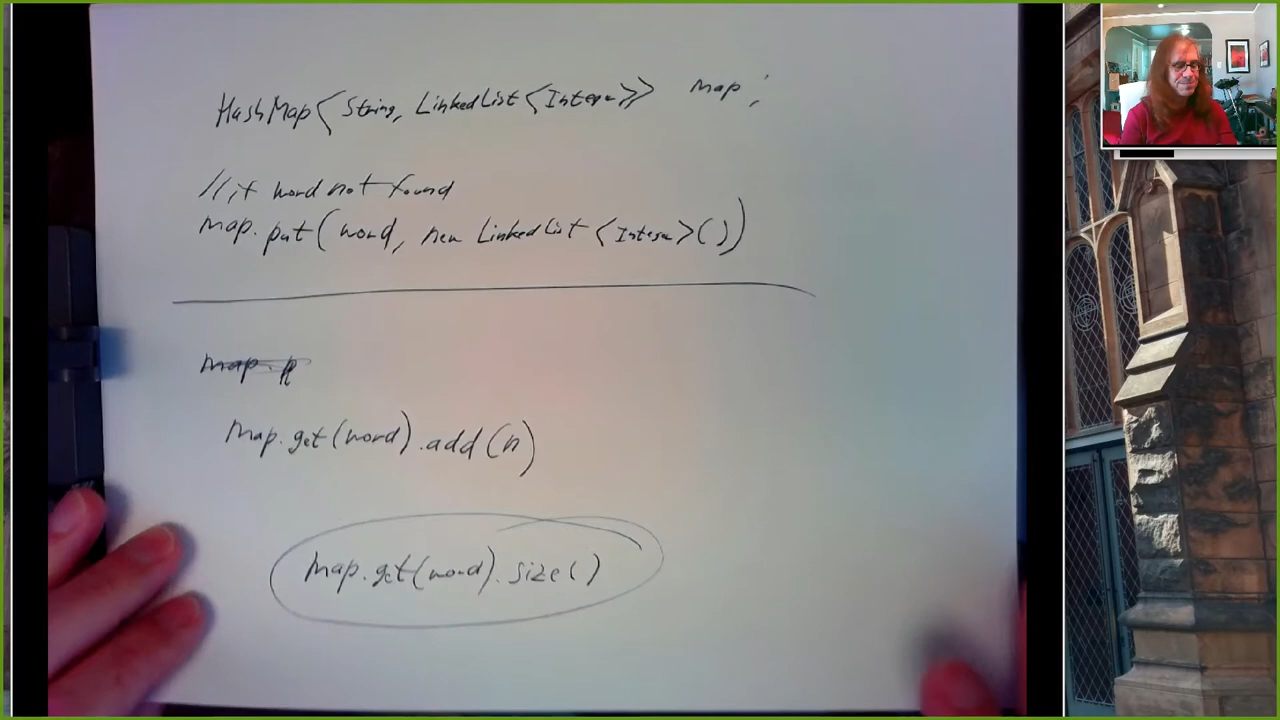 HashMap<String, LinkedList<Integer>> map;
//if word not found
map.put(word, new LinkedList<Integer>())
map.p
map.get(word).add(n)
map.get(word).size()